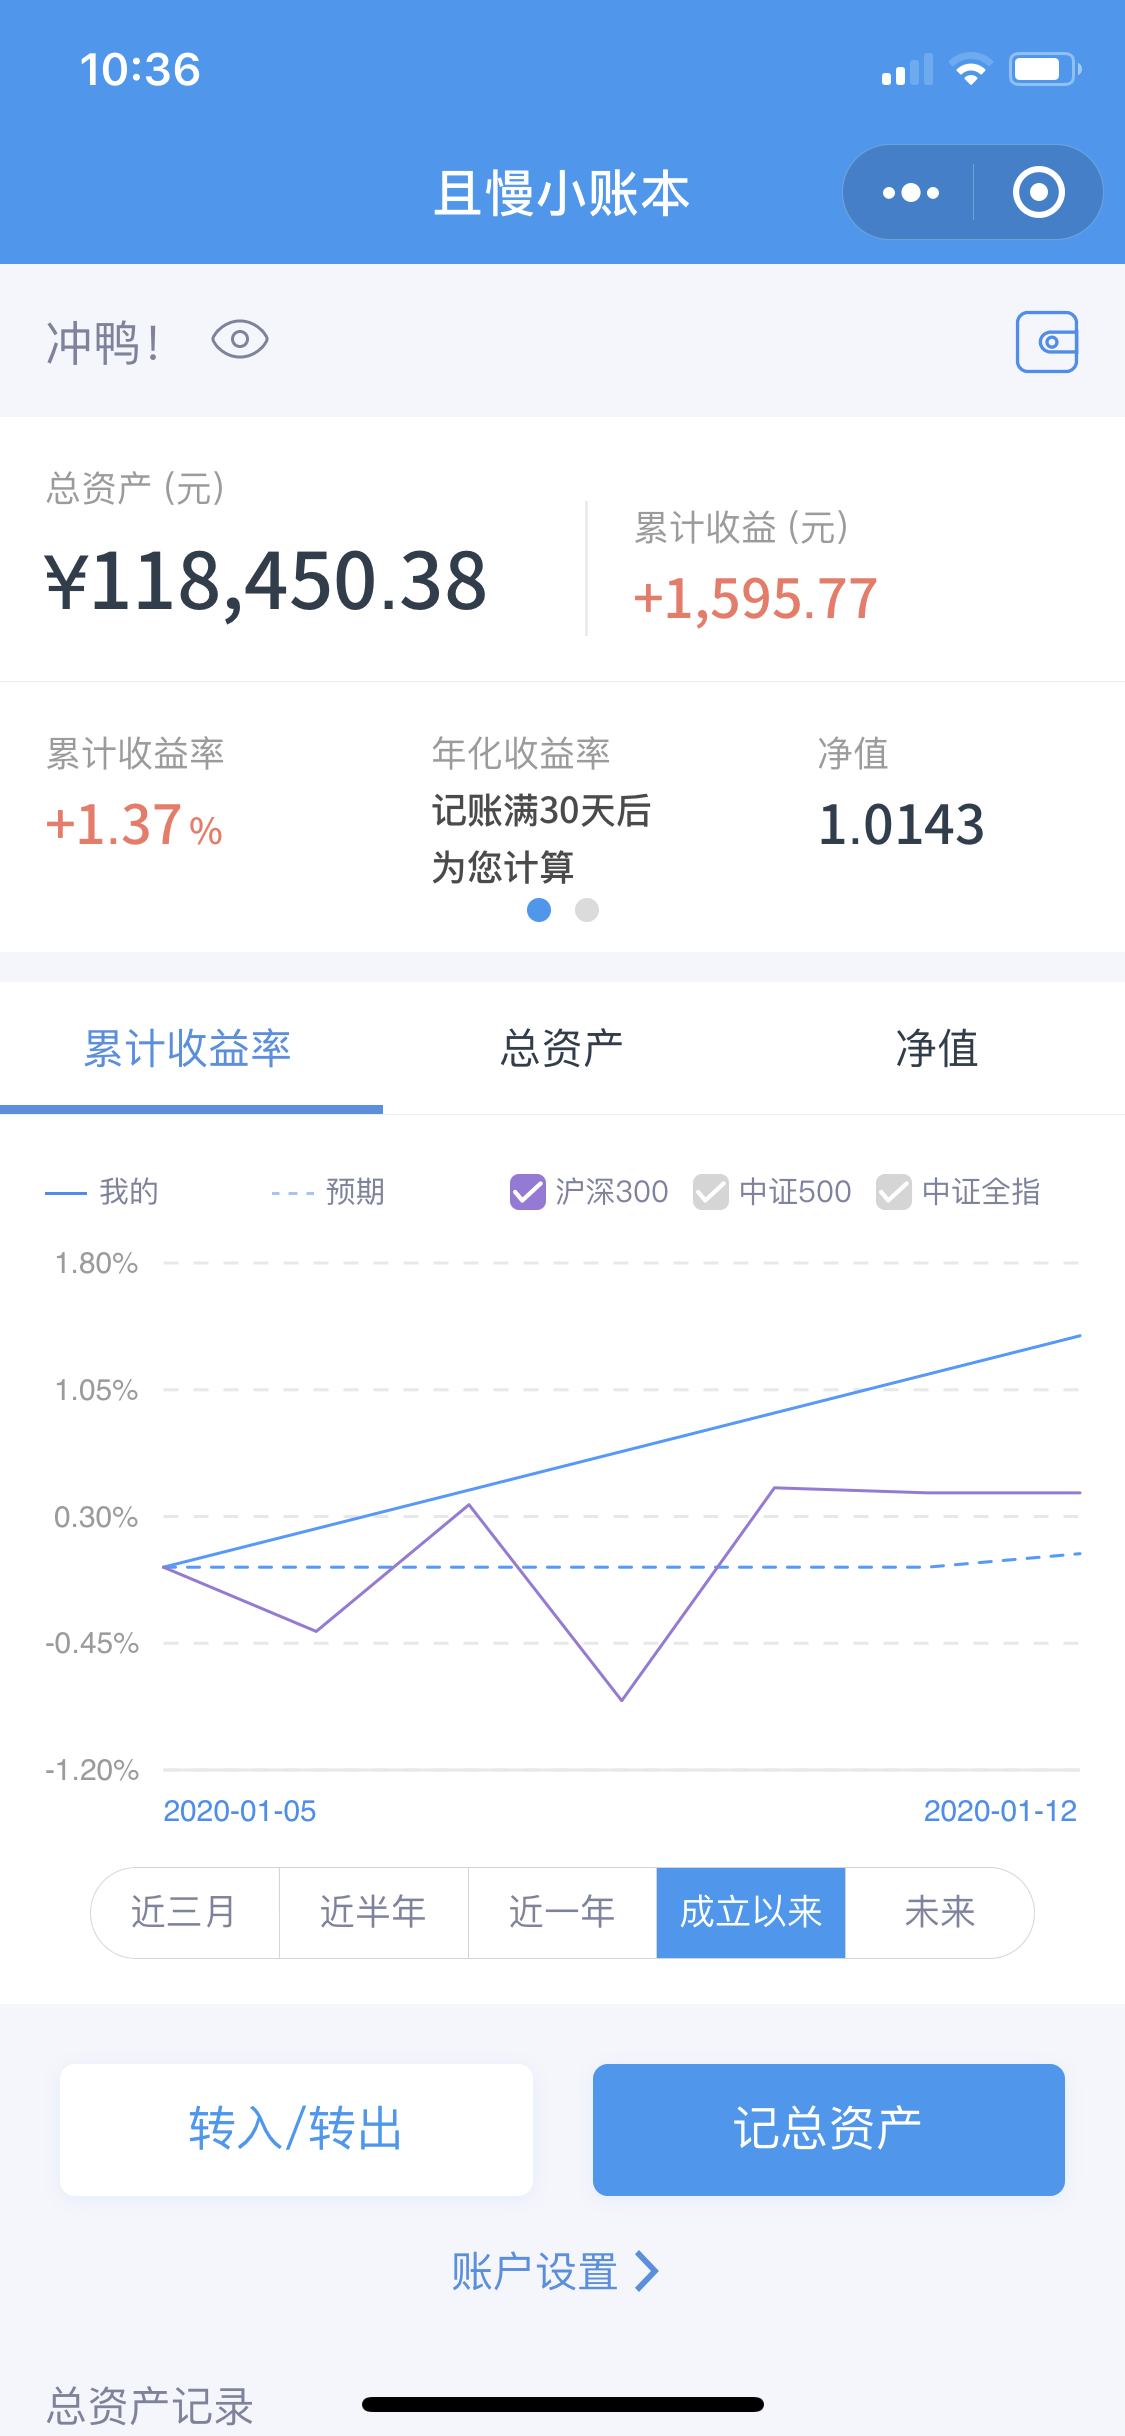 10:36
且慢小账本
冲鸭！
总资产 (元)
¥118,450.38
累计收益 (元)
+1,595.77
累计收益率
+1.37 %
年化收益率
记账满30天后
为您计算
净值
1.0143
累计收益率 总资产 净值
我的 预期 沪深300 中证500 中证全指
1.80%
1.05%
0.30%
-0.45%
-1.20%
2020-01-05 2020-01-12
近三月 近半年 近一年 成立以来 未来
转入/转出 记总资产
账户设置
总资产记录